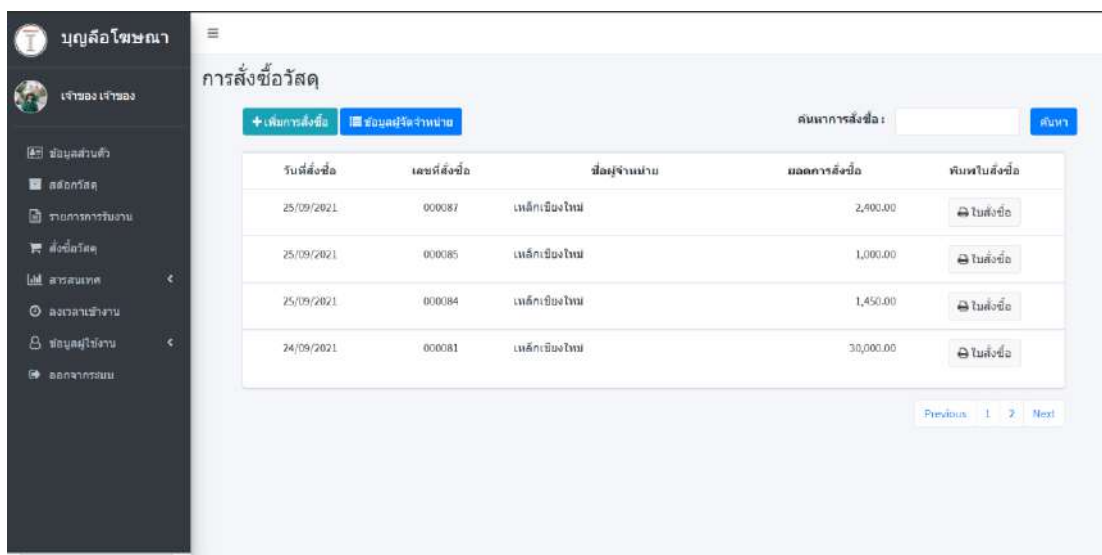 บุญลือโฆษณา
เจ้าของ เจ้าของ
ข้อมูลส่วนตัว
สต๊อกวัสดุ
รายการการรับงาน
สั่งซื้อวัสดุ
สารสนเทศ
ลงเวลาเข้างาน
ข้อมูลผู้ใช้งาน
ออกจากระบบ
การสั่งซื้อวัสดุ
เพิ่มการสั่งซื้อ ข้อมูลผู้จัดจำหน่าย ค้นหาการสั่งซื้อ : ค้นหา
วันที่สั่งซื้อ เลขที่สั่งซื้อ ชื่อผู้จำหน่าย ยอดการสั่งซื้อ พิมพ์ใบสั่งซื้อ
25/09/2021 000087 เหล็กเชียงใหม่ 2,400.00 ใบสั่งซื้อ
25/09/2021 000085 เหล็กเชียงใหม่ 1,000.00 ใบสั่งซื้อ
25/09/2021 000084 เหล็กเชียงใหม่ 1,450.00 ใบสั่งซื้อ
24/09/2021 000081 เหล็กเชียงใหม่ 30,000.00 ใบสั่งซื้อ
Previous 1 2 Next